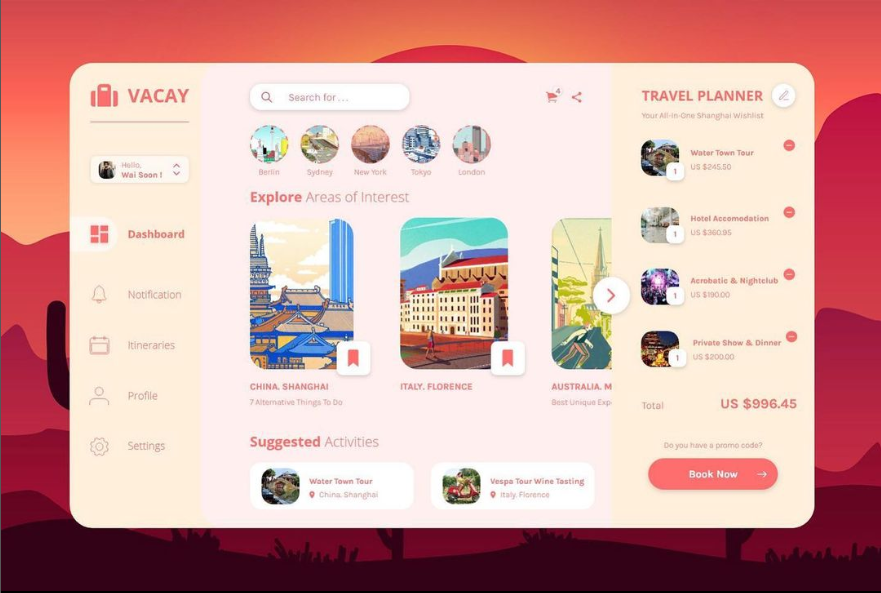 VACAY
Hello,
Wai Soon !
Dashboard
Notification
Itineraries
Profile
Settings
Search for . . .
4
Berlin
Sydney
New York
Tokyo
London
Explore Areas of Interest
CHINA. SHANGHAI
7 Alternative Things To Do
ITALY. FLORENCE
AUSTRALIA. M
Best Unique Exp
Suggested Activities
Water Town Tour
China. Shanghai
Vespa Tour Wine Tasting
Italy. Florence
TRAVEL PLANNER
Your All-In-One Shanghai Wishlist
Water Town Tour
US $245.50
1
Hotel Accomodation
US $360.95
1
Acrobatic & Nightclub
US $190.00
1
Private Show & Dinner
US $200.00
1
Total
US $996.45
Do you have a promo code?
Book Now